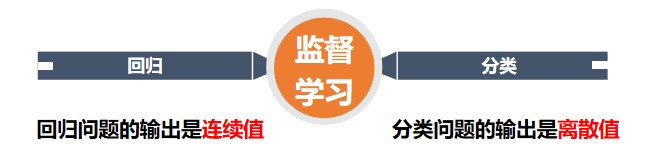 监督
学习
回归
分类
回归问题的输出是连续值
分类问题的输出是离散值